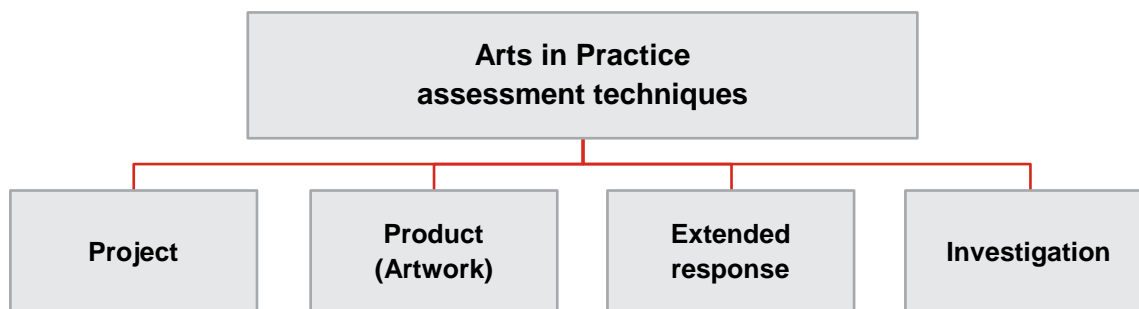 Arts in Practice
assessment techniques
Project
Product
(Artwork)
Extended
response
Investigation